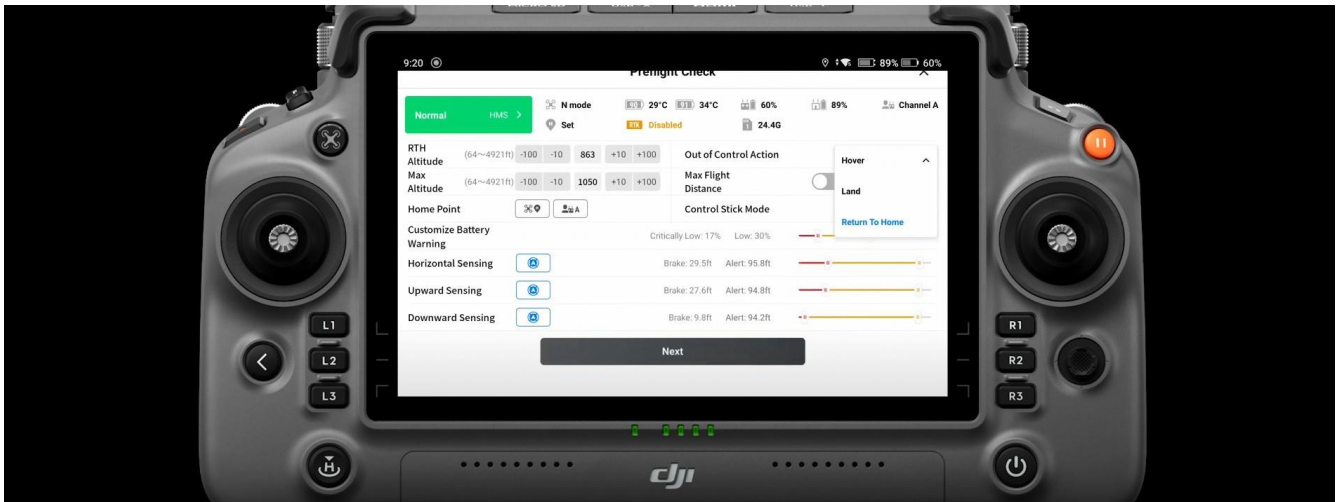 9:20 89% 60%
Preflight Check
Normal HMS > N mode 29°C 34°C 60% 89% Channel A
Set RTK Disabled 24.4G
RTH Altitude (64~4921ft) -100 -10 863 +10 +100 Out of Control Action Hover
Max Altitude (64~4921ft) -100 -10 1050 +10 +100 Max Flight Distance Land
Home Point A Control Stick Mode Return To Home
Customize Battery Warning Critically Low: 17% Low: 30%
Horizontal Sensing Brake: 29.5ft Alert: 95.8ft
Upward Sensing Brake: 27.6ft Alert: 94.8ft
Downward Sensing Brake: 9.8ft Alert: 94.2ft
Next
L1
L2
L3
R1
R2
R3
H
dji